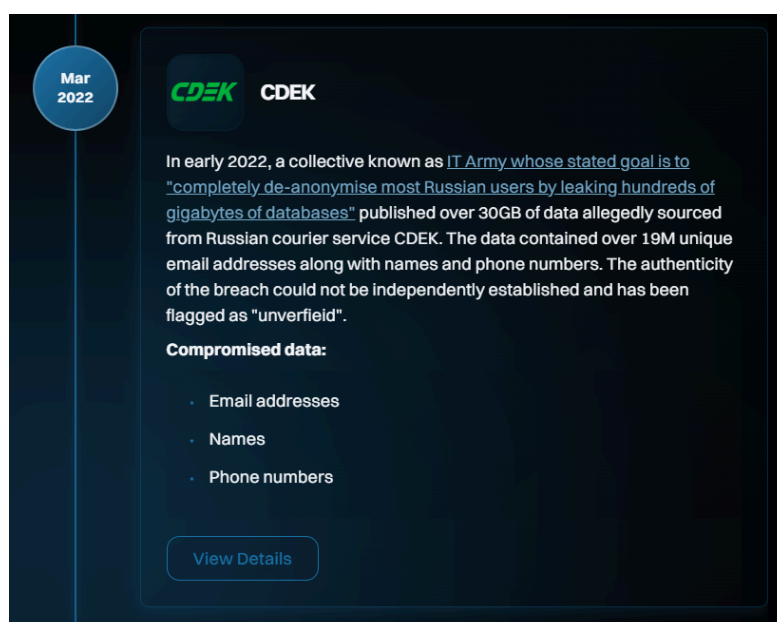 Mar
2022
CDEK
CDEK
In early 2022, a collective known as IT Army whose stated goal is to
"completely de-anonymise most Russian users by leaking hundreds of
gigabytes of databases" published over 30GB of data allegedly sourced
from Russian courier service CDEK. The data contained over 19M unique
email addresses along with names and phone numbers. The authenticity
of the breach could not be independently established and has been
flagged as "unverfieid".
Compromised data:
Email addresses
Names
Phone numbers
View Details